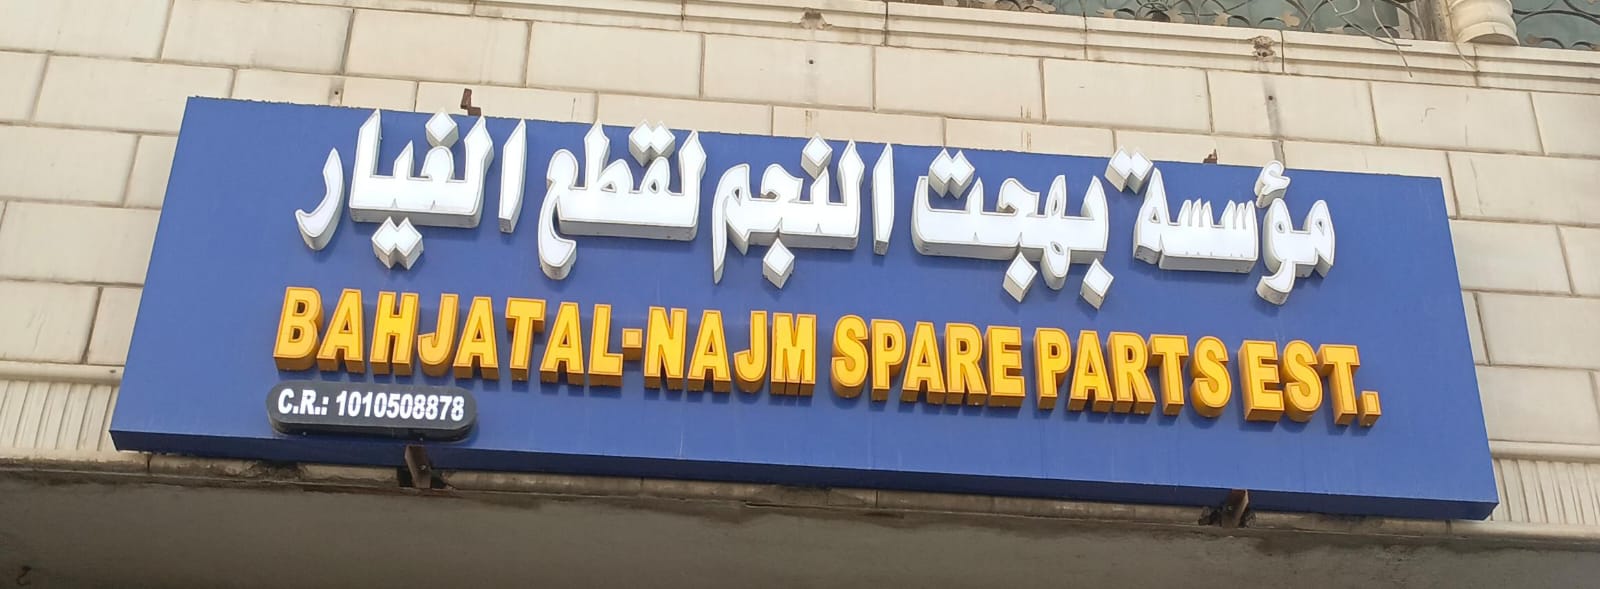 مؤسسة بهجت النجم لقطع الغيار
BAHJATAL-NAJM SPARE PARTS EST.
C.R.: 1010508878